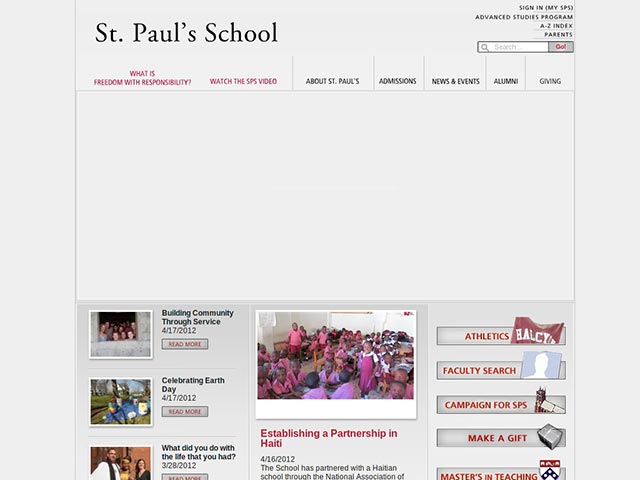 St. Paul's School
SIGN IN (MY SPS)
ADVANCED STUDIES PROGRAM
A-Z INDEX
PARENTS
Search...
Go!
WHAT IS
FREEDOM WITH RESPONSIBILITY?
WATCH THE SPS VIDEO
ABOUT ST. PAUL'S
ADMISSIONS
NEWS & EVENTS
ALUMNI
GIVING
Building Community
Through Service
4/17/2012
READ MORE
Celebrating Earth
Day
4/17/2012
READ MORE
What did you do with
the life that you had?
3/28/2012
READ MORE
Establishing a Partnership in
Haiti
4/16/2012
The School has partnered with a Haitian
school through the National Association of
ATHLETICS
FACULTY SEARCH
CAMPAIGN FOR SPS
MAKE A GIFT
MASTER'S IN TEACHING